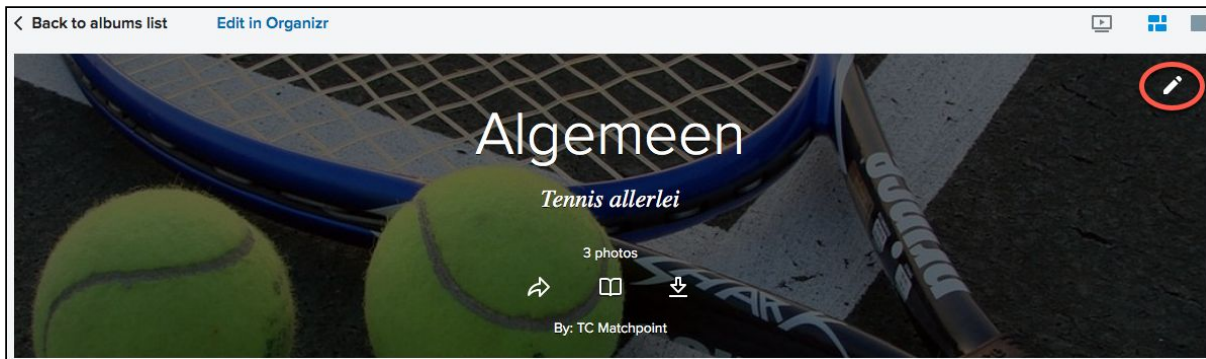 Back to albums list
Edit in Organizr
Algemeen
Tennis allerlei
3 photos
By: TC Matchpoint